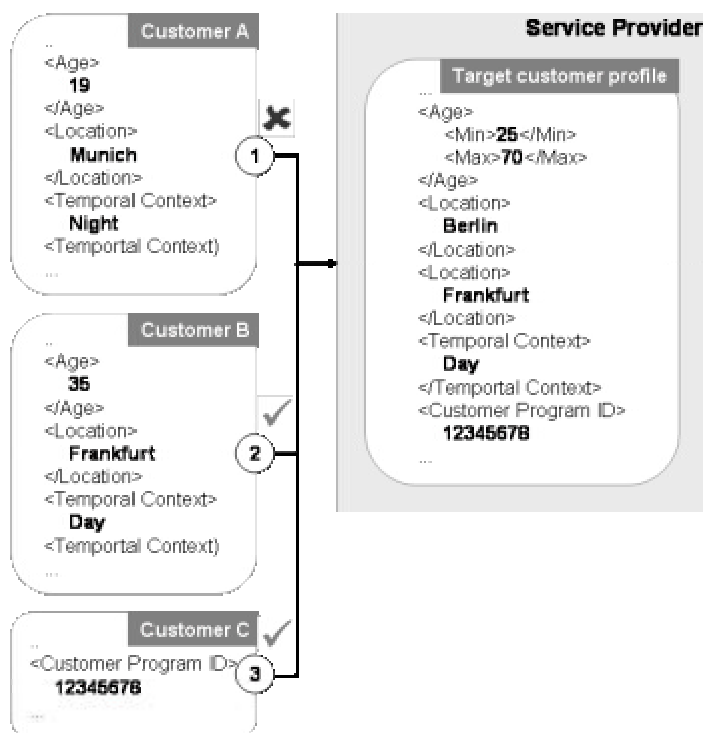 Customer A
..
<Age>
19
</Age>
<Location>
Munich
</Location>
<Temporal Context>
Night
<Temportal Context)
...
1
Customer B
..
<Age>
35
</Age>
<Location>
Frankfurt
</Location>
<Temporal Context>
Day
<Temportal Context)
...
2
Customer C
..
<Customer Program ID>
12345678
....
3
Service Provider
Target customer profile
...
<Age>
<Min>25</Min>
<Max>70</Max>
</Age>
<Location>
Berlin
</Location>
<Location>
Frankfurt
</Location>
<Temporal Context>
Day
</Temportal Context>
<Customer Program ID>
12345678
...